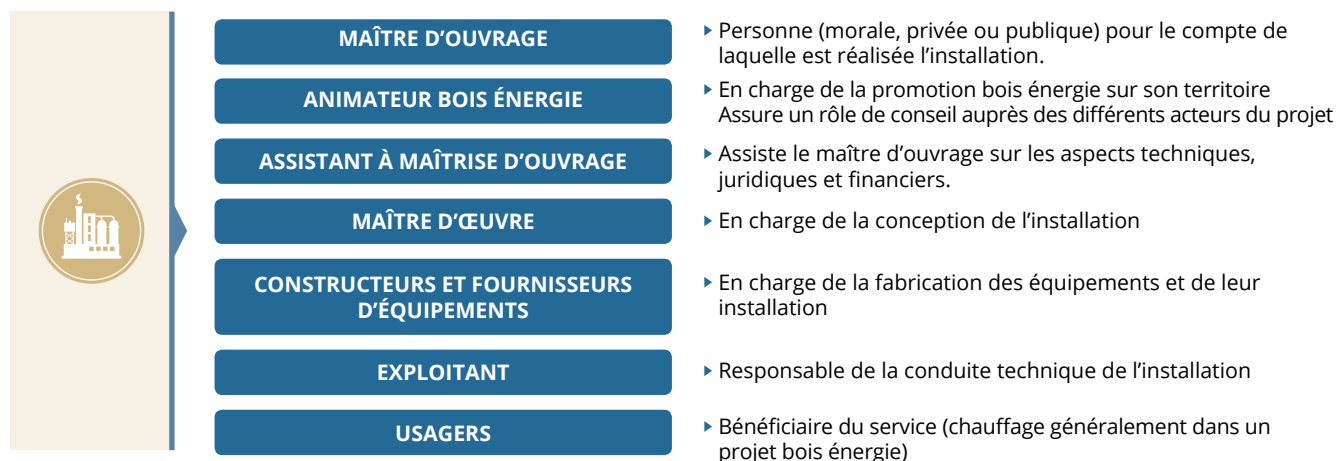 MAÎTRE D’OUVRAGE
▸ Personne (morale, privée ou publique) pour le compte de
laquelle est réalisée l’installation.
ANIMATEUR BOIS ÉNERGIE
▸ En charge de la promotion bois énergie sur son territoire
Assure un rôle de conseil auprès des différents acteurs du projet
ASSISTANT À MAÎTRISE D’OUVRAGE
▸ Assiste le maître d’ouvrage sur les aspects techniques,
juridiques et financiers.
MAÎTRE D’ŒUVRE
▸ En charge de la conception de l’installation
CONSTRUCTEURS ET FOURNISSEURS
D’ÉQUIPEMENTS
▸ En charge de la fabrication des équipements et de leur
installation
EXPLOITANT
▸ Responsable de la conduite technique de l’installation
USAGERS
▸ Bénéficiaire du service (chauffage généralement dans un
projet bois énergie)